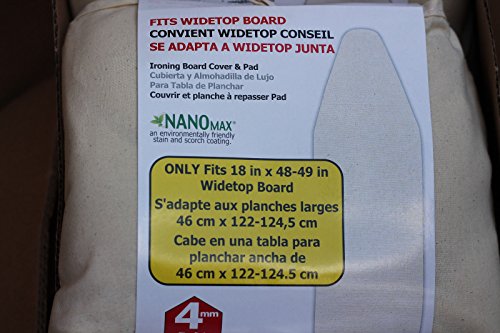 FITS WIDETOP BOARD
CONVIENT WIDETOP CONSEIL
SE ADAPTA A WIDETOP JUNTA
Ironing Board Cover & Pad
Cubierta y Almohadilla de Lujo
Para Tabla de Planchar
Couvrir et planche à repasser Pad
NANOMAX®
an environmentally friendly
stain and scorch coating.
ONLY Fits 18 in x 48-49 in
Widetop Board
S'adapte aux planches larges
46 cm x 122-124,5 cm
Cabe en una tabla para
planchar ancha de
46 cm x 122-124.5 cm
4mm